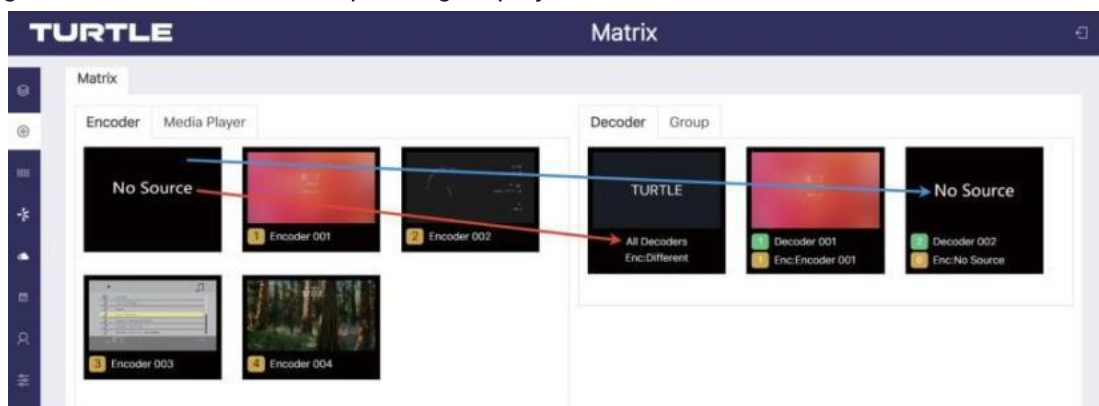 TURTLE
Matrix
Matrix
Encoder
Media Player
No Source
1 Encoder 001
2 Encoder 002
3 Encoder 003
4 Encoder 004
Decoder
Group
TURTLE
All Decoders
Enc:Different
1 Decoder 001
1 Enc:Encoder 001
No Source
2 Decoder 002
0 Enc:No Source